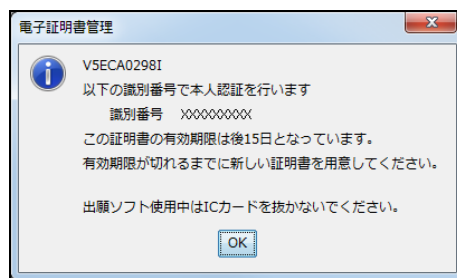 電子証明書管理
V5ECA0298I
以下の識別番号で本人認証を行います
識別番号 XXXXXXXXX
この証明書の有効期限は後15日となっています。
有効期限が切れるまでに新しい証明書を用意してください。
出願ソフト使用中はICカードを抜かないでください。
OK